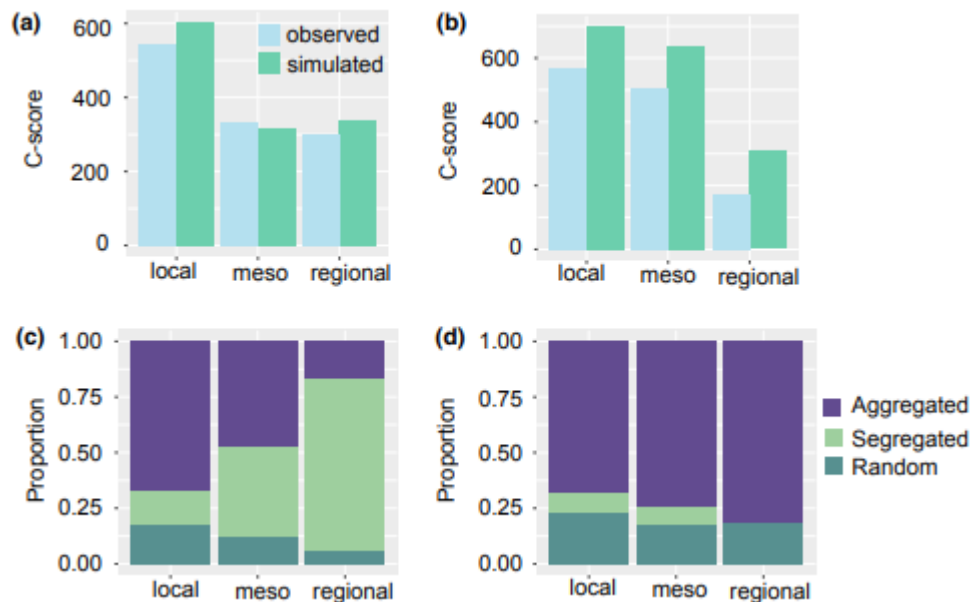 (a)
C-score
600
400
200
0
observed
simulated
local meso regional
(b)
C-score
600
400
200
0
local meso regional
(c)
Proportion
1.00
0.75
0.50
0.25
0.00
local meso regional
(d)
Proportion
1.00
0.75
0.50
0.25
0.00
local meso regional
Aggregated
Segregated
Random